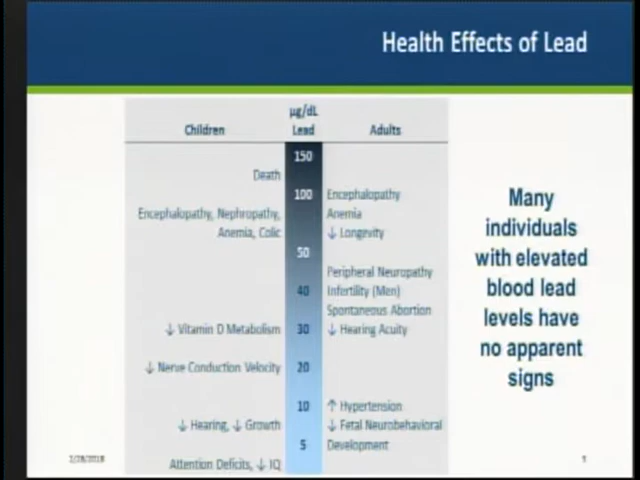 Health Effects of Lead
µg/dL
Children Lead Adults
150
Death
100 Encephalopathy
Encephalopathy, Nephropathy, Anemia
Anemia, Colic ↓ Longevity
50
Peripheral Neuropathy
40 Infertility (Men)
Spontaneous Abortion
↓ Vitamin D Metabolism 30 ↓ Hearing Acuity
↓ Nerve Conduction Velocity 20
10 ↑ Hypertension
↓ Hearing, ↓ Growth ↓ Fetal Neurobehavioral
5 Development
Attention Deficits, ↓ IQ
Many
individuals
with elevated
blood lead
levels have
no apparent
signs
2/28/2018